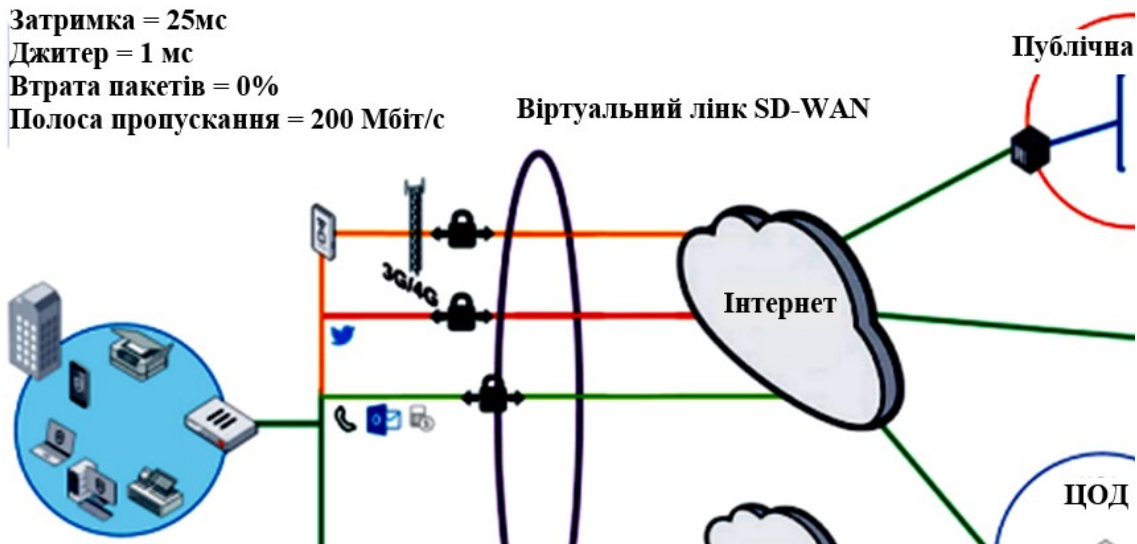 Затримка = 25мс
Джитер = 1 мс
Втрата пакетів = 0%
Полоса пропускання = 200 Мбіт/с
Віртуальний лінк SD-WAN
Публічна
3G/4G
Інтернет
ЦОД